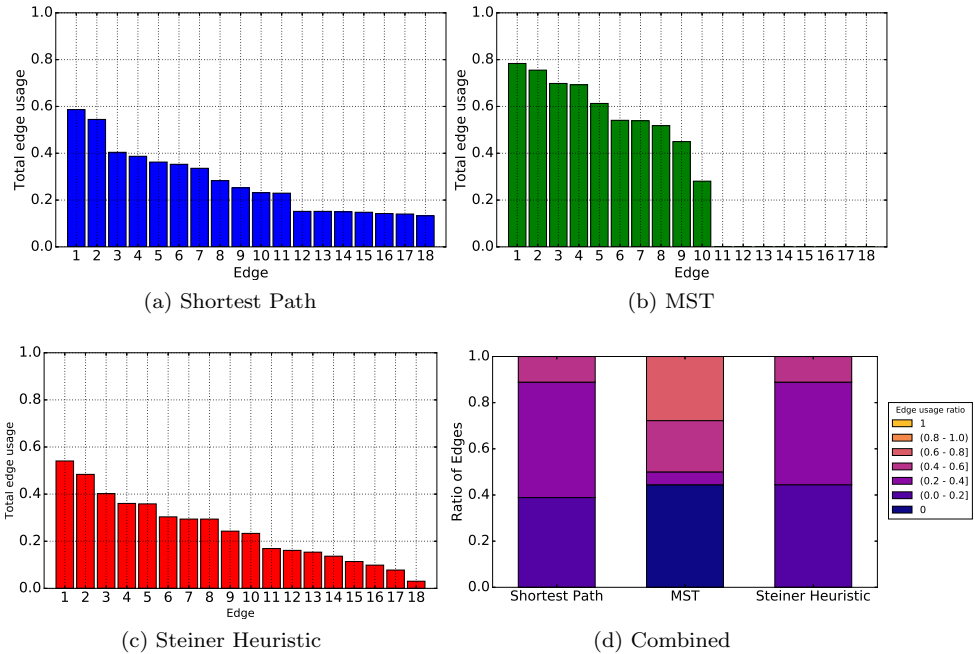 1.0
0.8
0.6
0.4
0.2
0.0
Total edge usage
1 2 3 4 5 6 7 8 9 10 11 12 13 14 15 16 17 18
Edge
(a) Shortest Path
1.0
0.8
0.6
0.4
0.2
0.0
Total edge usage
1 2 3 4 5 6 7 8 9 10 11 12 13 14 15 16 17 18
Edge
(b) MST
1.0
0.8
0.6
0.4
0.2
0.0
Total edge usage
1 2 3 4 5 6 7 8 9 10 11 12 13 14 15 16 17 18
Edge
(c) Steiner Heuristic
1.0
0.8
0.6
0.4
0.2
0.0
Ratio of Edges
Shortest Path MST Steiner Heuristic
Edge usage ratio
1
(0.8 - 1.0)
(0.6 - 0.8]
(0.4 - 0.6]
(0.2 - 0.4]
(0.0 - 0.2]
0
(d) Combined